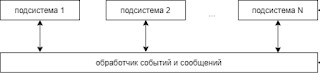 подсистема 1
подсистема 2
...
подсистема N
обработчик событий и сообщений